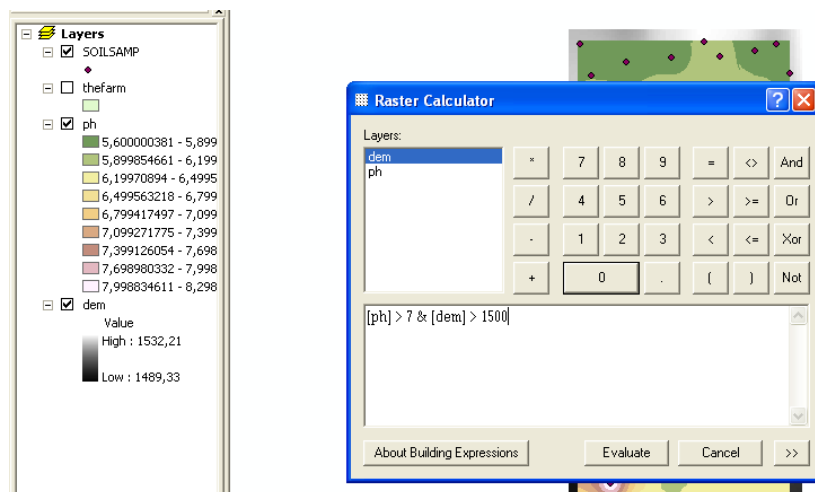 Layers
SOILSAMP
thefarm
ph
5,600000381 - 5,899
5,899854661 - 6,199
6,19970894 - 6,4995
6,499563218 - 6,799
6,799417497 - 7,099
7,099271775 - 7,399
7,399126054 - 7,698
7,698980332 - 7,998
7,998834611 - 8,298
dem
Value
High : 1532,21
Low : 1489,33
Raster Calculator
?
X
Layers:
dem
ph
* 7 8 9 = <> And
/ 4 5 6 > >= Or
- 1 2 3 < <= Xor
+ 0 . ( ) Not
[ph] > 7 & [dem] > 1500
About Building Expressions Evaluate Cancel >>